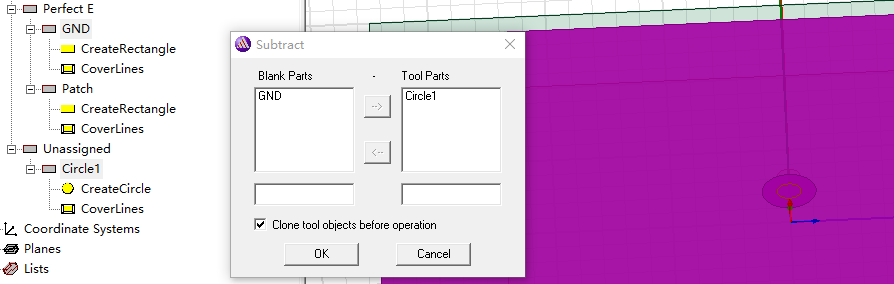 Perfect E
GND
CreateRectangle
CoverLines
Patch
CreateRectangle
CoverLines
Unassigned
Circle1
CreateCircle
CoverLines
Coordinate Systems
Planes
Lists
Subtract
Blank Parts - Tool Parts
GND Circle1
-->
<--
Clone tool objects before operation
OK Cancel